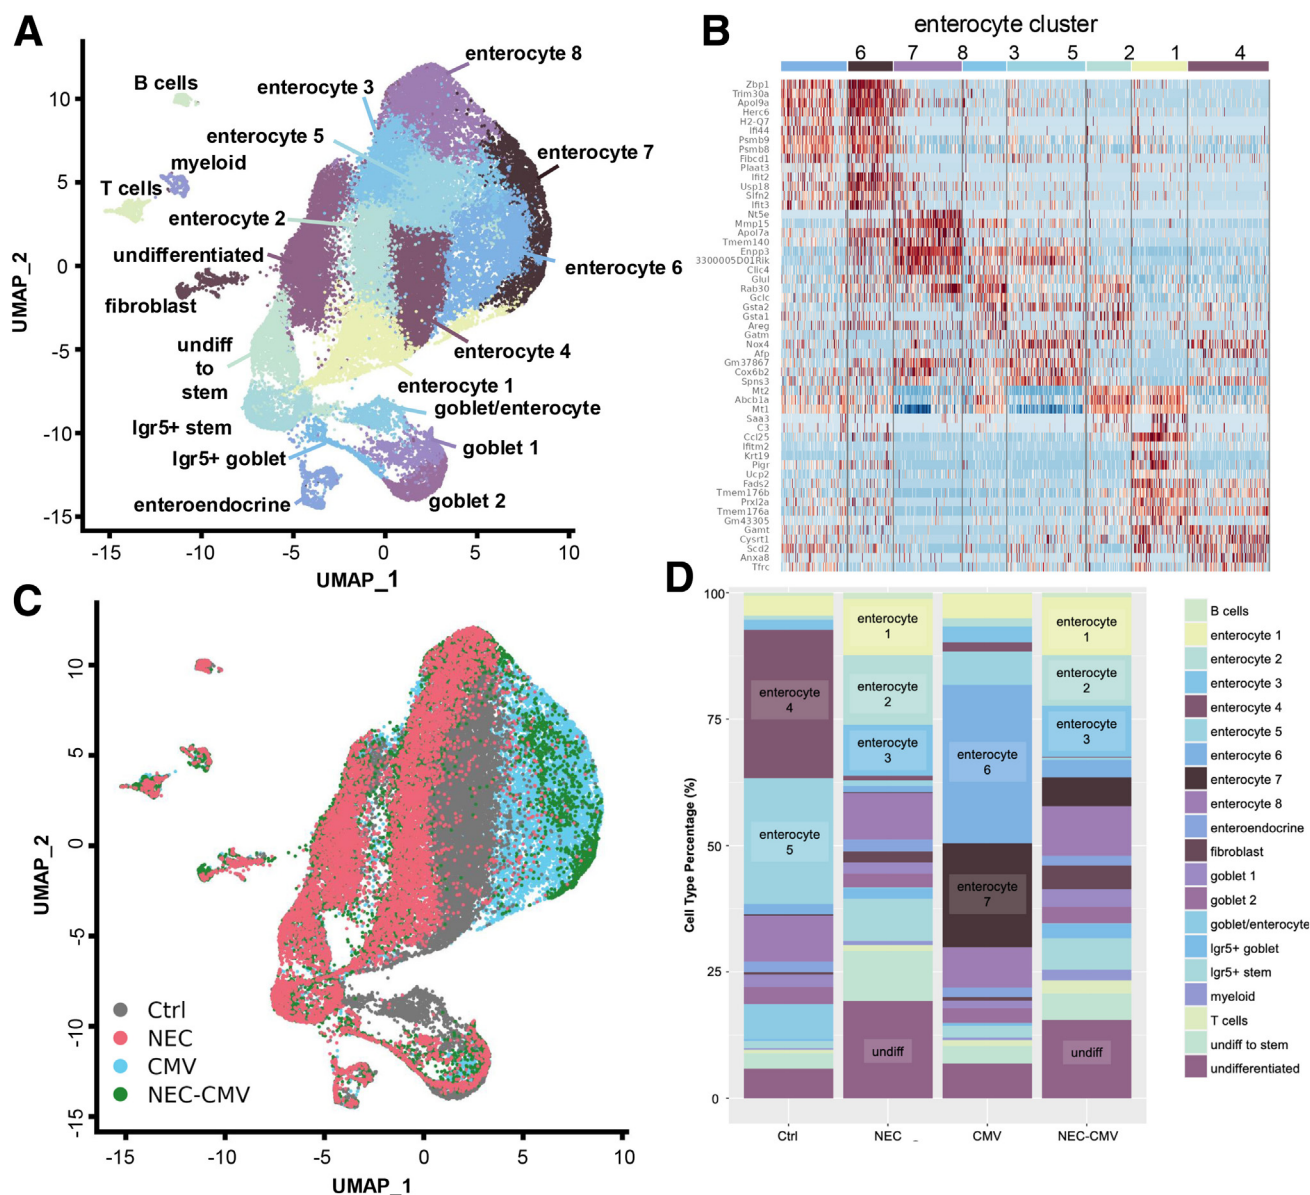 A
enterocyte 8
B cells
enterocyte 3
enterocyte 5
myeloid
enterocyte 7
T cells
enterocyte 2
undifferentiated
enterocyte 6
fibroblast
undiff
to
stem
enterocyte 4
enterocyte 1
goblet/enterocyte
lgr5+ stem
goblet 1
lgr5+ goblet
enteroendocrine
goblet 2
UMAP_2
10
5
0
-5
-10
-15
-15
-10
-5
0
5
10
UMAP_1
B
enterocyte cluster
6 7 8 3 5 2 1 4
Zbp1
Trim30a
Apol9a
Herc6
H2-Q7
Ifi44
Psmb9
Psmb8
Fibcd1
Plaat3
Ifit2
Usp18
Slfn2
Ifit3
Nt5e
Mmp15
Apol7a
Tmem140
Enpp3
3300005D01Rik
Clic4
Glul
Rab30
Gclc
Gsta2
Gsta1
Areg
Gatm
Nox4
Afp
Gm37867
Cox6b2
Spns3
Mt2
Abcb1a
Mt1
Saa3
C3
Ccl25
Ifitm2
Krt19
Pigr
Ucp2
Fads2
Tmem176b
Prxl2a
Tmem176a
Gm43305
Gamt
Cysrt1
Scd2
Anxa8
Tfrc
C
UMAP_2
10
5
0
-5
-10
-15
Ctrl
NEC
CMV
NEC-CMV
-15
-10
-5
0
5
10
UMAP_1
D
Cell Type Percentage (%)
100
75
50
25
0
enterocyte
4
enterocyte
5
enterocyte
1
enterocyte
2
enterocyte
3
undiff
enterocyte
6
enterocyte
7
enterocyte
1
enterocyte
2
enterocyte
3
undiff
Ctrl
NEC _
CMV
NEC-CMV
B cells
enterocyte 1
enterocyte 2
enterocyte 3
enterocyte 4
enterocyte 5
enterocyte 6
enterocyte 7
enterocyte 8
enteroendocrine
fibroblast
goblet 1
goblet 2
goblet/enterocyte
lgr5+ goblet
lgr5+ stem
myeloid
T cells
undiff to stem
undifferentiated